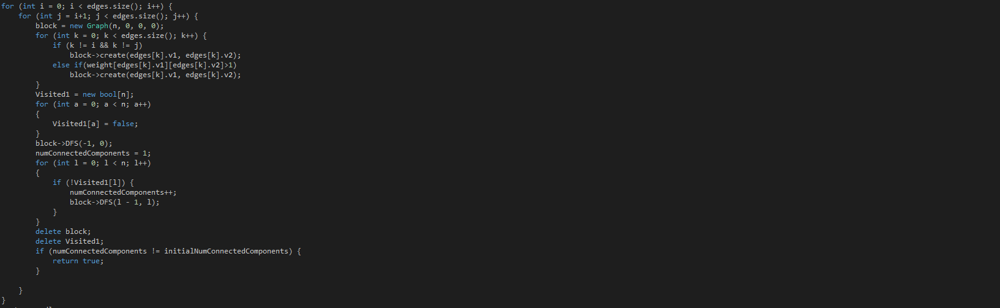 for (int i = 0; i < edges.size(); i++) {
    for (int j = i+1; j < edges.size(); j++) {
        block = new Graph(n, 0, 0, 0);
        for (int k = 0; k < edges.size(); k++) {
            if (k != i && k != j)
                block->create(edges[k].v1, edges[k].v2);
            else if(weight[edges[k].v1][edges[k].v2]>1)
                block->create(edges[k].v1, edges[k].v2);
        }
        Visited1 = new bool[n];
        for (int a = 0; a < n; a++)
        {
            Visited1[a] = false;
        }
        block->DFS(-1, 0);
        numConnectedComponents = 1;
        for (int l = 0; l < n; l++)
        {
            if (!Visited1[l]) {
                numConnectedComponents++;
                block->DFS(l - 1, l);
            }
        }
        delete block;
        delete Visited1;
        if (numConnectedComponents != initialNumConnectedComponents) {
            return true;
        }
    }
}